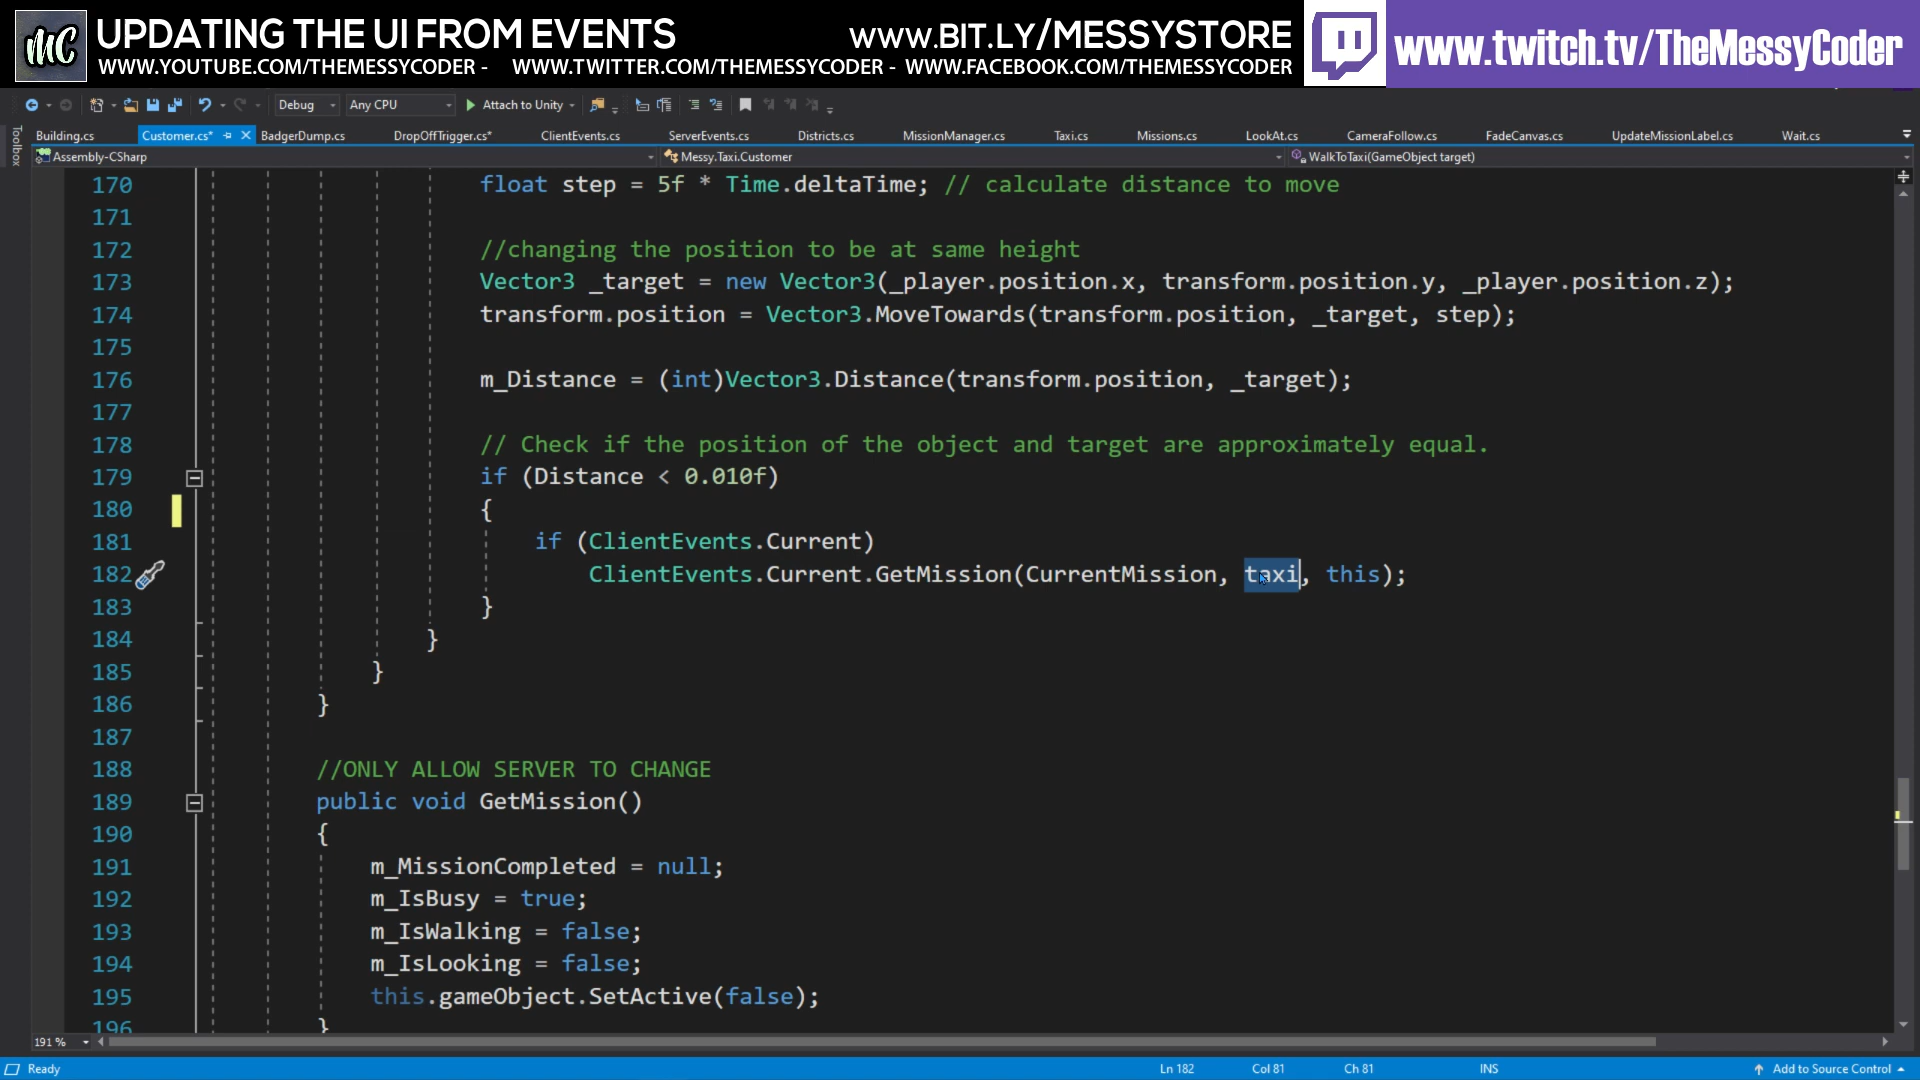 MC
UPDATING THE UI FROM EVENTS
WWW.YOUTUBE.COM/THEMESSYCODER - WWW.TWITTER.COM/THEMESSYCODER - WWW.FACEBOOK.COM/THEMESSYCODER
WWW.BIT.LY/MESSYSTORE
www.twitch.tv/TheMessyCoder
Debug Any CPU Attach to Unity
Toolbox
Building.cs Customer.cs* BadgerDump.cs DropOffTrigger.cs* ClientEvents.cs ServerEvents.cs Districts.cs MissionManager.cs Taxi.cs Missions.cs LookAt.cs CameraFollow.cs FadeCanvas.cs UpdateMissionLabel.cs Wait.cs
Assembly-CSharp Messy.Taxi.Customer WalkToTaxi(GameObject target)
170 float step = 5f * Time.deltaTime; // calculate distance to move
171
172 //changing the position to be at same height
173 Vector3 _target = new Vector3(_player.position.x, transform.position.y, _player.position.z);
174 transform.position = Vector3.MoveTowards(transform.position, _target, step);
175
176 m_Distance = (int)Vector3.Distance(transform.position, _target);
177
178 // Check if the position of the object and target are approximately equal.
179 if (Distance < 0.010f)
180 {
181 if (ClientEvents.Current)
182 ClientEvents.Current.GetMission(CurrentMission, taxi, this);
183 }
184 }
185 }
186 }
187
188 //ONLY ALLOW SERVER TO CHANGE
189 public void GetMission()
190 {
191 m_MissionCompleted = null;
192 m_IsBusy = true;
193 m_IsWalking = false;
194 m_IsLooking = false;
195 this.gameObject.SetActive(false);
196 }
191 %
Ready Ln 182 Col 81 Ch 81 INS Add to Source Control